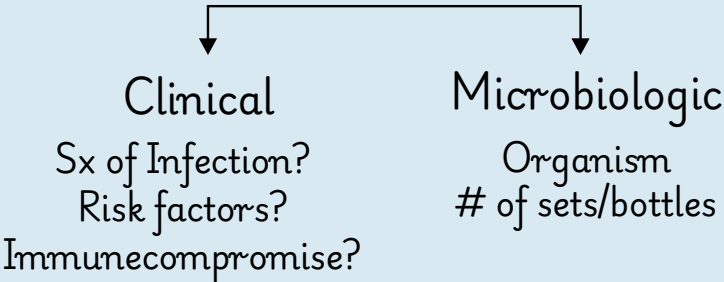 Clinical
Sx of Infection?
Risk factors?
Immunecompromise?
Microbiologic
Organism
# of sets/bottles